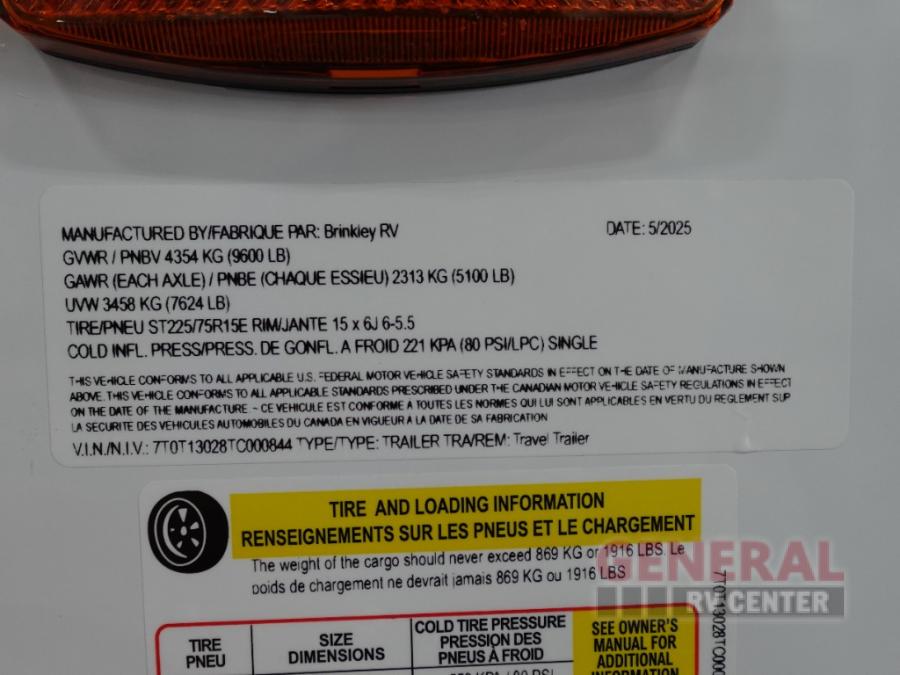 MANUFACTURED BY/FABRIQUE PAR: Brinkley RV DATE: 5/2025
GVWR / PNBV 4354 KG (9600 LB)
GAWR (EACH AXLE) / PNBE (CHAQUE ESSIEU) 2313 KG (5100 LB)
UVW 3458 KG (7624 LB)
TIRE/PNEU ST225/75R15E RIM/JANTE 15 x 6J 6-5.5
COLD INFL. PRESS/PRESS. DE GONFL. A FROID 221 KPA (80 PSI/LPC) SINGLE
THIS VEHICLE CONFORMS TO ALL APPLICABLE U.S. FEDERAL MOTOR VEHICLE SAFETY STANDARDS IN EFFECT ON THE DATE OF MANUFACTURE SHOWN
ABOVE. THIS VEHICLE CONFORMS TO ALL APPLICABLE STANDARDS PRESCRIBED UNDER THE CANADIAN MOTOR VEHICLE SAFETY REGULATIONS IN EFFECT
ON THE DATE OF THE MANUFACTURE - CE VEHICULE EST CONFORME A TOUTES LES NORMES QUI LUI SONT APPLICABLES EN VERTU DU REGLEMENT SUP
LA SECURITE DES VEHICULES AUTOMOBILES DU CANADA EN VIGUEUR A LA DATE DE SA FABRICATION
V.I.N./N.I.V.: 7T0T13028TC000844 TYPE/TYPE: TRAILER TRA/REM: Travel Trailer
TIRE AND LOADING INFORMATION
RENSEIGNEMENTS SUR LES PNEUS ET LE CHARGEMENT
The weight of the cargo should never exceed 869 KG or 1916 LBS. Le
poids de chargement ne devrait jamais 869 KG ou 1916 LBS
GENERAL
RV CENTER
TIRE
PNEU
SIZE
DIMENSIONS
COLD TIRE PRESSURE
PRESSION DES
PNEUS À FROID
SEE OWNER'S
MANUAL FOR
ADDITIONAL
INFORMATION
7T0T13028TC000